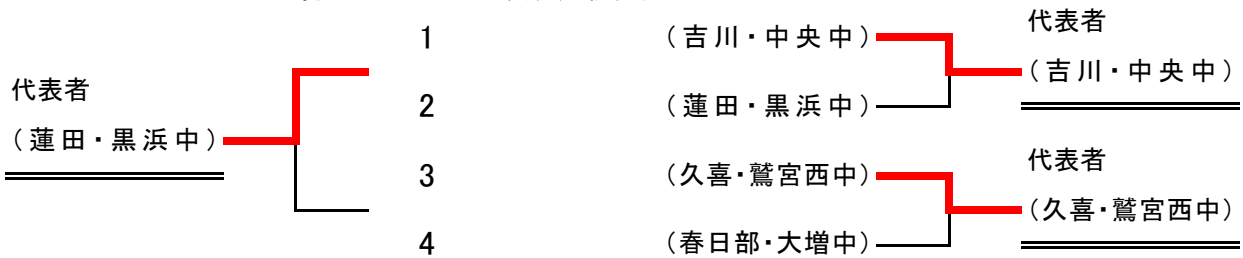 1 (吉川・中央中)
代表者
(吉川・中央中)
代表者
(蓮田・黒浜中)
2 (蓮田・黒浜中)
3 (久喜・鷲宮西中)
代表者
(久喜・鷲宮西中)
4 (春日部・大増中)